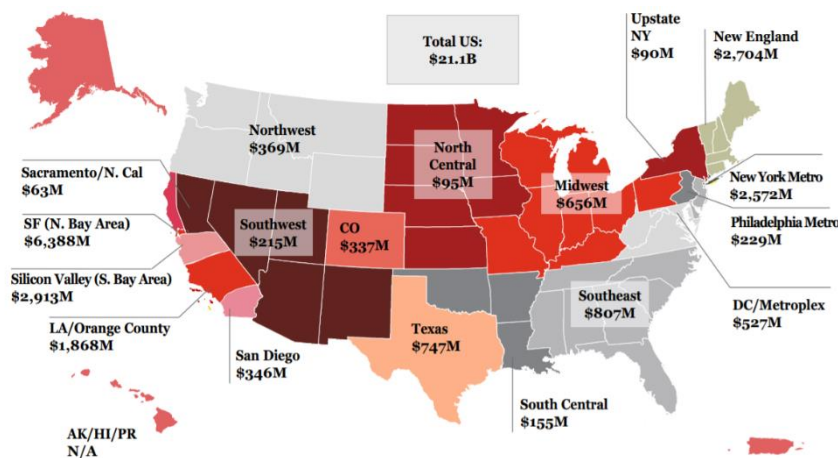 Total US:
$21.1B
Upstate
NY
$90M
New England
$2,704M
Northwest
$369M
North
Central
$95M
Midwest
$656M
Sacramento/N. Cal
$63M
New York Metro
$2,572M
SF (N. Bay Area)
$6,388M
Southwest
$215M
CO
$337M
Philadelphia Metro
$229M
Silicon Valley (S. Bay Area)
$2,913M
Southeast
$807M
DC/Metroplex
$527M
LA/Orange County
$1,868M
Texas
$747M
San Diego
$346M
South Central
$155M
AK/HI/PR
N/A